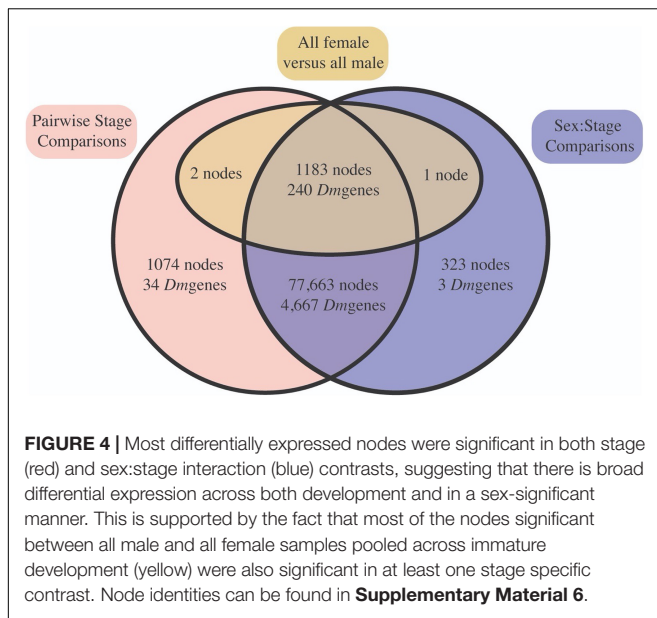 All female
versus all male
Pairwise Stage
Comparisons
Sex:Stage
Comparisons
2 nodes
1183 nodes
240 Dmgenes
1 node
1074 nodes
34 Dmgenes
77,663 nodes
4,667 Dmgenes
323 nodes
3 Dmgenes
FIGURE 4 | Most differentially expressed nodes were significant in both stage
(red) and sex:stage interaction (blue) contrasts, suggesting that there is broad
differential expression across both development and in a sex-significant
manner. This is supported by the fact that most of the nodes significant
between all male and all female samples pooled across immature
development (yellow) were also significant in at least one stage specific
contrast. Node identities can be found in Supplementary Material 6.